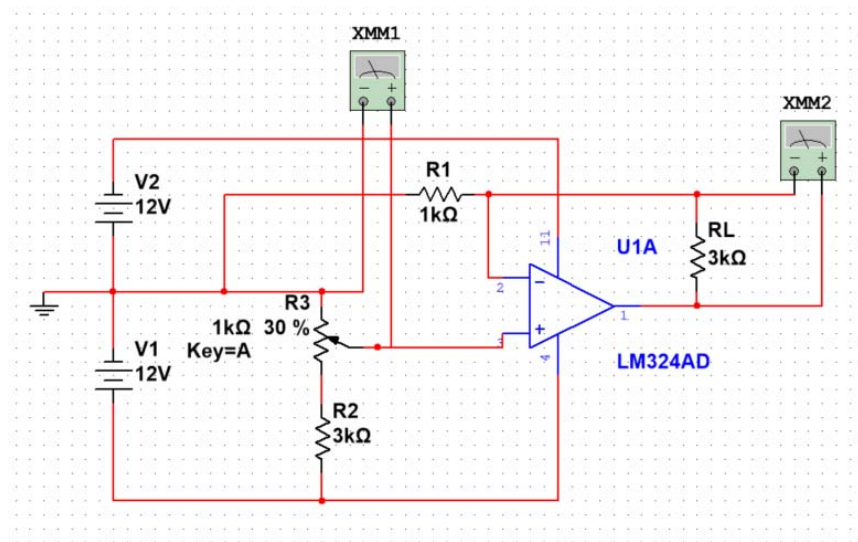 XMM1
XMM2
V2
12V
R1
1kΩ
11
U1A
RL
3kΩ
2
1
3
4
R3
1kΩ 30 %
Key=A
V1
12V
LM324AD
R2
3kΩ